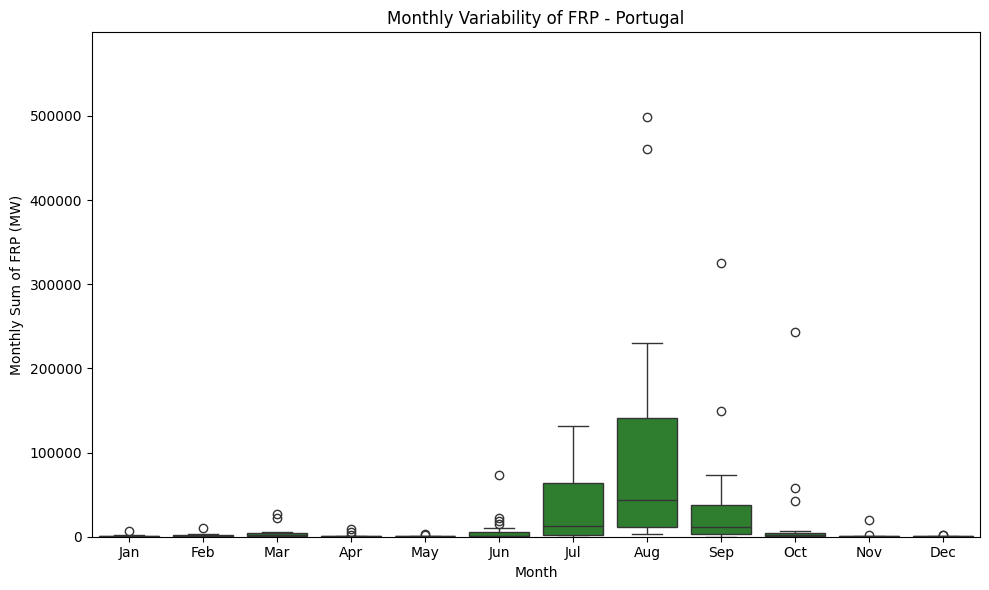 Monthly Variability of FRP - Portugal
Monthly Sum of FRP (MW)
500000
400000
300000
200000
100000
0
Jan Feb Mar Apr May Jun Jul Aug Sep Oct Nov Dec
Month